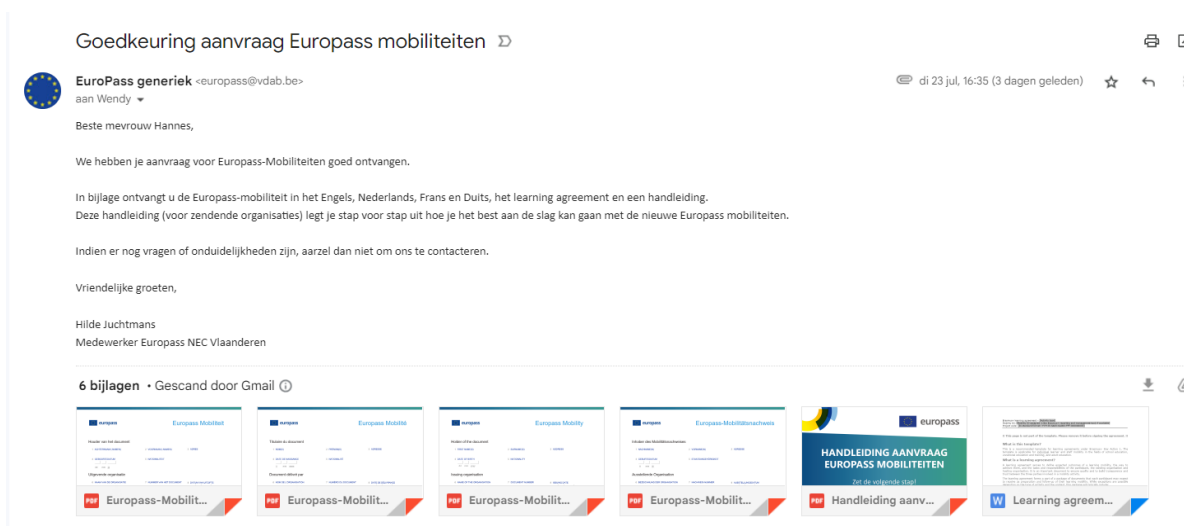 Goedkeuring aanvraag Europass mobiliteiten
EuroPass generiek <europass@vdab.be>
di 23 jul, 16:35 (3 dagen geleden)
aan Wendy
Beste mevrouw Hannes,
We hebben je aanvraag voor Europass-Mobiliteiten goed ontvangen.
In bijlage ontvangt u de Europass-mobiliteit in het Engels, Nederlands, Frans en Duits, het learning agreement en een handleiding.
Deze handleiding (voor zendende organisaties) legt je stap voor stap uit hoe je het best aan de slag kan gaan met de nieuwe Europass mobiliteiten.
Indien er nog vragen of onduidelijkheden zijn, aarzel dan niet om ons te contacteren.
Vriendelijke groeten,
Hilde Juchtmans
Medewerker Europass NEC Vlaanderen
6 bijlagen • Gescand door Gmail
europass Europass Mobiliteit
europass Europass Mobilité
europass Europass Mobility
europass Europass-Mobilitätsnachweis
europass
HANDLEIDING AANVRAAG
EUROPASS MOBILITEITEN
Zet de volgende stap!
PDF Europass-Mobilit...
PDF Europass-Mobilit...
PDF Europass-Mobilit...
PDF Europass-Mobilit...
PDF Handleiding aanv...
W Learning agreem...